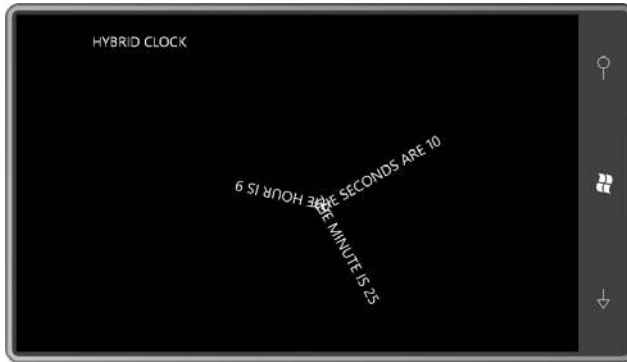 HYBRID CLOCK
THE SECONDS ARE 10
THE HOUR IS 9
THE MINUTE IS 25